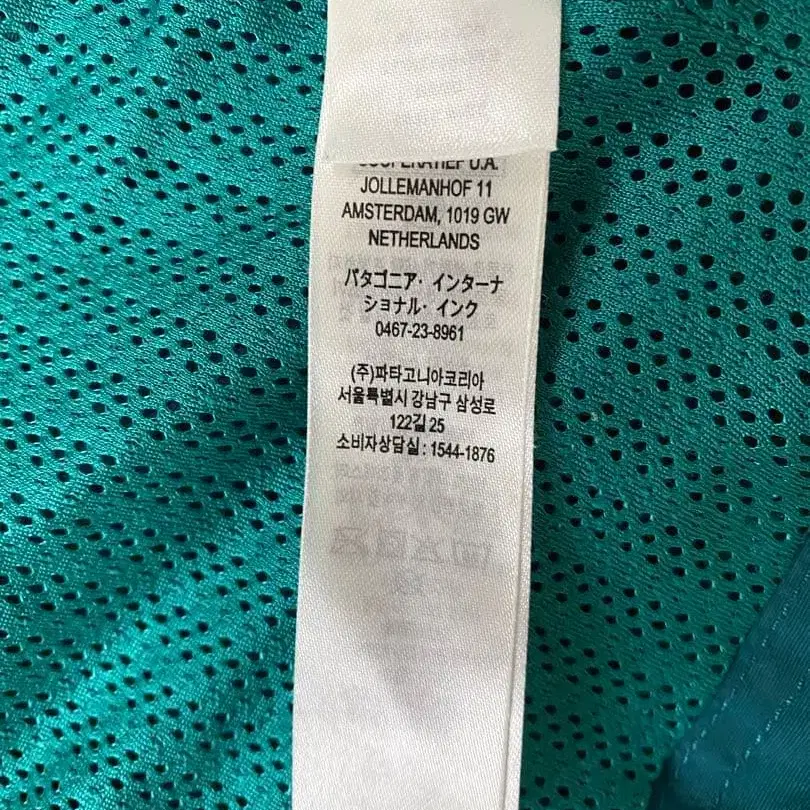 COOPERATIEF U.A.
JOLLEMANHOF 11
AMSTERDAM, 1019 GW
NETHERLANDS
パタゴニア・インターナ
ショナル・インク
0467-23-8961
(주)파타고니아코리아
서울특별시 강남구 삼성로
122길 25
소비자상담실 : 1544-1876